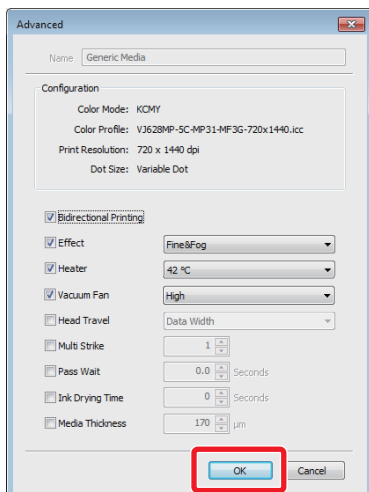 Advanced
Name Generic Media
Configuration
Color Mode: KCMY
Color Profile: VJ628MP-5C-MP31-MF3G-720x1440.icc
Print Resolution: 720 x 1440 dpi
Dot Size: Variable Dot
Bidirectional Printing
Effect Fine&Fog
Heater 42 °C
Vacuum Fan High
Head Travel Data Width
Multi Strike 1
Pass Wait 0.0 Seconds
Ink Drying Time 0 Seconds
Media Thickness 170 µm
OK Cancel